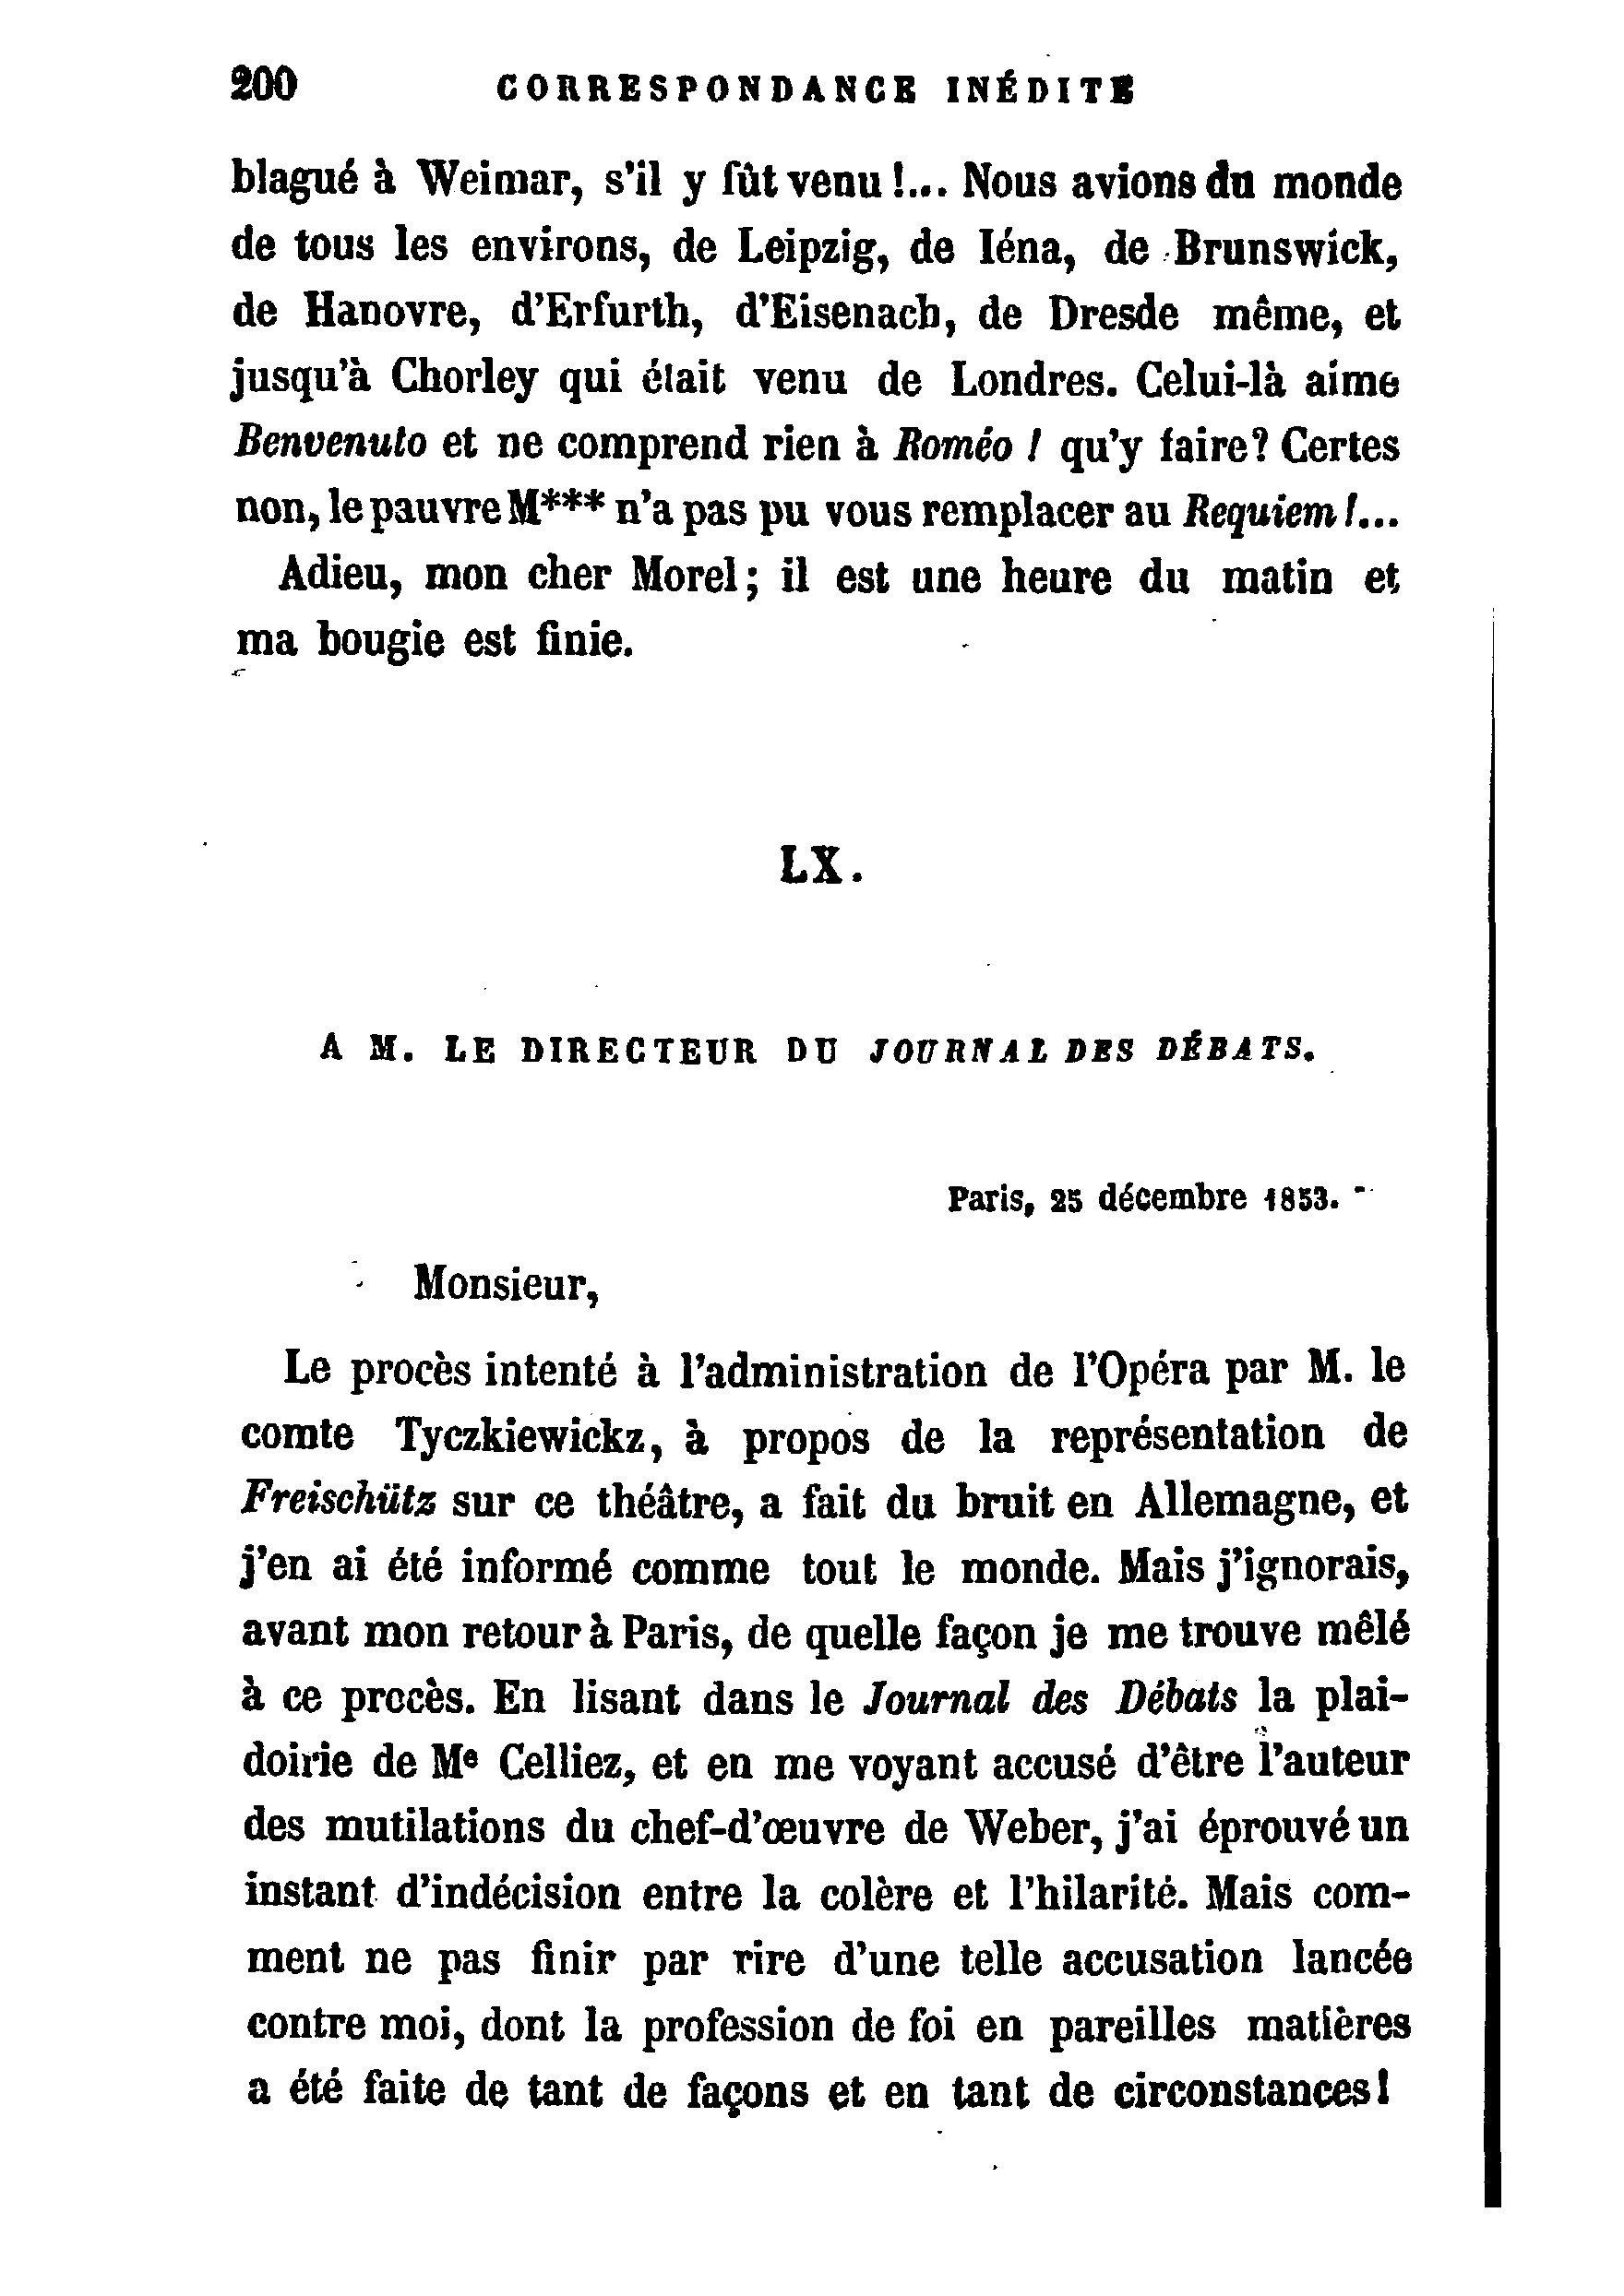 200 CORRESPONDANCE INÉDITE
blagué à Weimar, s'il y fût venu !... Nous avions du monde
de tous les environs, de Leipzig, de Iéna, de Brunswick,
de Hanovre, d'Erfurth, d'Eisenach, de Dresde même, et
jusqu'à Chorley qui était venu de Londres. Celui-là aime
Benvenuto et ne comprend rien à Roméo ! qu'y faire? Certes
non, le pauvre M*** n'a pas pu vous remplacer au Requiem !...
Adieu, mon cher Morel; il est une heure du matin et
ma bougie est finie.
LX.
A M. LE DIRECTEUR DU JOURNAL DES DÉBATS.
Paris, 25 décembre 1853.
Monsieur,
Le procès intenté à l'administration de l'Opéra par M. le
comte Tyczkiewickz, à propos de la représentation de
Freischütz sur ce théâtre, a fait du bruit en Allemagne, et
j'en ai été informé comme tout le monde. Mais j'ignorais,
avant mon retour à Paris, de quelle façon je me trouve mêlé
à ce procès. En lisant dans le Journal des Débats la plai-
doirie de Me Celliez, et en me voyant accusé d'être l'auteur
des mutilations du chef-d'œuvre de Weber, j'ai éprouvé un
instant d'indécision entre la colère et l'hilarité. Mais com-
ment ne pas finir par rire d'une telle accusation lancée
contre moi, dont la profession de foi en pareilles matières
a été faite de tant de façons et en tant de circonstances!